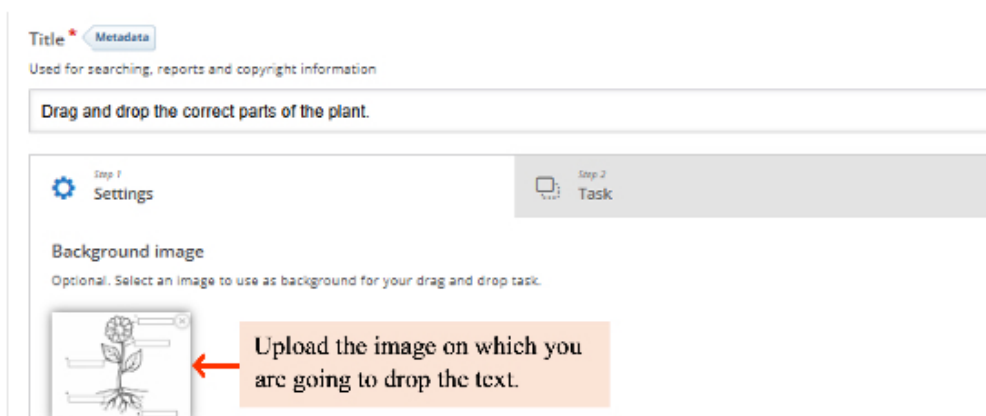 Title * Metadata
Used for searching, reports and copyright information
Drag and drop the correct parts of the plant.
Step 1
Settings
Step 2
Task
Background image
Optional. Select an image to use as background for your drag and drop task.
Upload the image on which you
are going to drop the text.